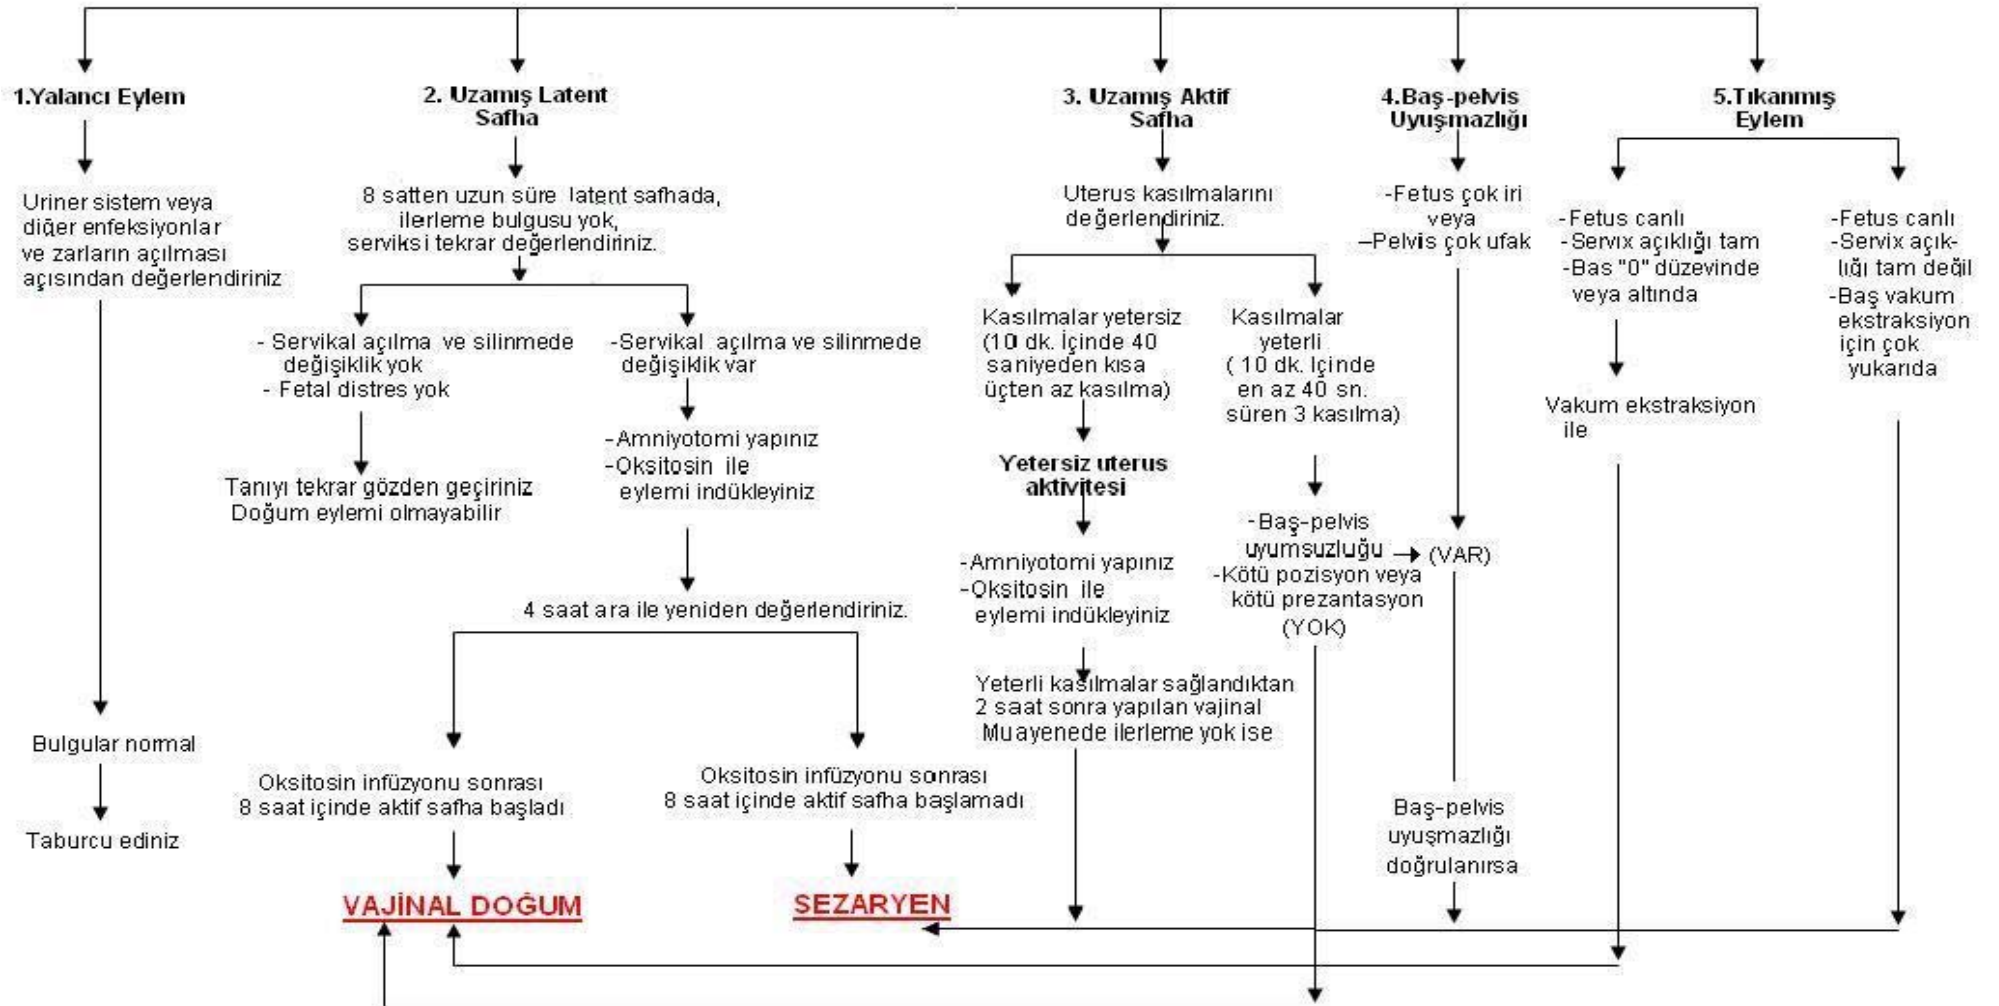 1.Yalancı Eylem
Uriner sistem veya
diğer enfeksiyonlar
ve zarların açılması
açısından değerlendiriniz
Bulgular normal
Taburcu ediniz
2. Uzamış Latent
Safha
8 satten uzun süre latent safhada,
ilerleme bulgusu yok,
serviksi tekrar değerlendiriniz.
- Servikal açılma ve silinmede
değişiklik yok
- Fetal distres yok
Tanıyı tekrar gözden geçiriniz
Doğum eylemi olmayabilir
-Servikal açılma ve silinmede
değişiklik var
-Amniyotomi yapınız
-Oksitosin ile
eylemi indükleyiniz
4 saat ara ile yeniden değerlendiriniz.
Oksitosin infüzyonu sonrası
8 saat içinde aktif safha başladı
VAJİNAL DOĞUM
Oksitosin infüzyonu sonrası
8 saat içinde aktif safha başlamadı
SEZARYEN
3. Uzamış Aktif
Safha
Uterus kasılmalarını
değerlendiriniz.
Kasılmalar yetersiz
(10 dk. İçinde 40
saniyeden kısa
üçten az kasılma)
Yetersiz uterus
aktivitesi
-Amniyotomi yapınız
-Oksitosin ile
eylemi indükleyiniz
Yeterli kasılmalar sağlandıktan
2 saat sonra yapılan vajinal
Muayenede ilerleme yok ise
Kasılmalar
yeterli
( 10 dk. Içinde
en az 40 sn.
süren 3 kasılma)
-Baş-pelvis
uyumsuzluğu
-Kötü pozisyon veya
kötü prezantasyon
(YOK)
4.Baş-pelvis
Uyuşmazlığı
-Fetus çok iri
veya
–Pelvis çok ufak
(VAR)
Baş-pelvis
uyuşmazlığı
doğrulanırsa
5.Tıkanmış
Eylem
-Fetus canlı
-Servıx açıklığı tam
-Bas "0" düzevinde
veya altında
Vakum ekstraksiyon
ile
-Fetus canlı
-Servix açık-
lığı tam değil
-Baş vakum
ekstraksiyon
için çok
yukarıda